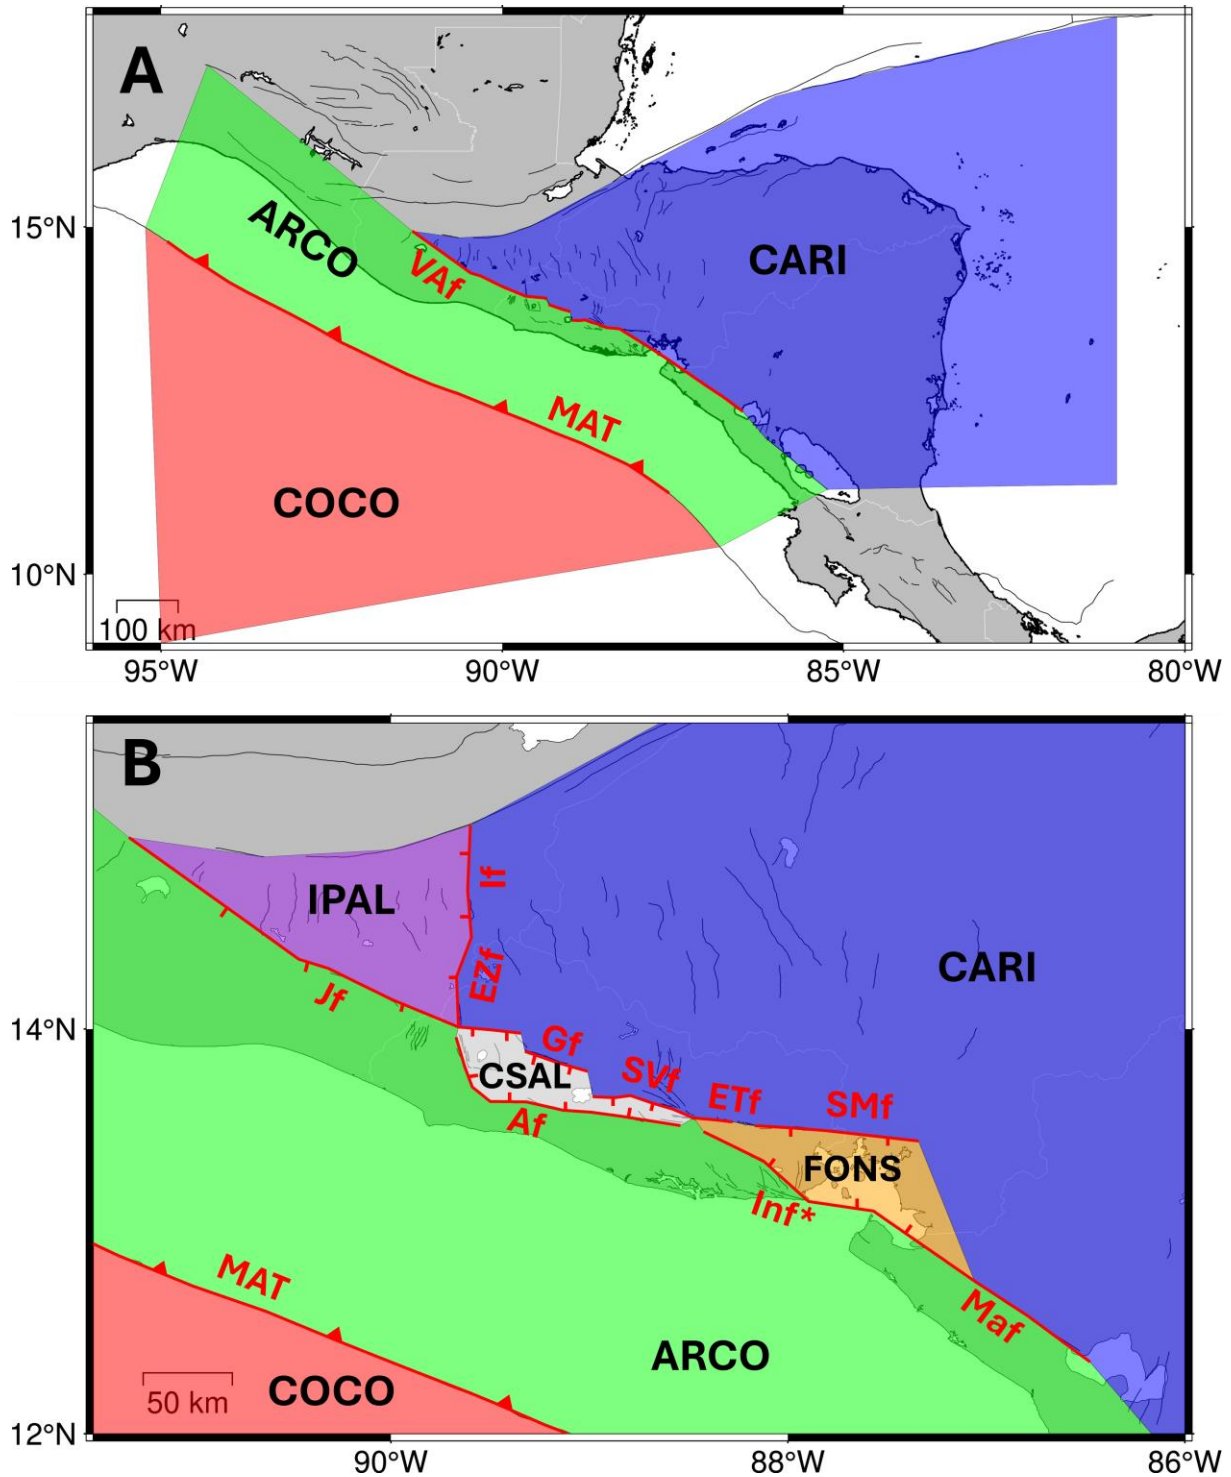 A
15°N
ARCO
VAf
CARI
MAT
COCO
10°N
100 km
95°W
90°W
85°W
80°W
B
IPAL
If
EZf
CARI
Jf
14°N
Gf
CSAL
SVf
ETf
SMf
Af
FONS
Inf*
MAT
Maf
ARCO
COCO
50 km
12°N
90°W
88°W
86°W